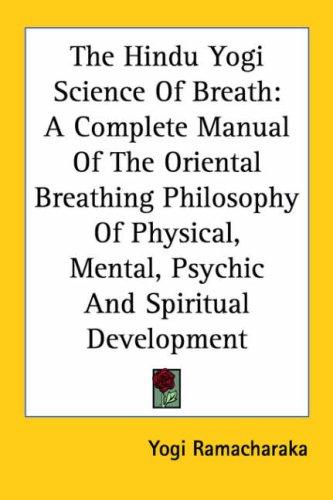 The Hindu Yogi
Science Of Breath:
A Complete Manual
Of The Oriental
Breathing Philosophy
Of Physical,
Mental, Psychic
And Spiritual
Development
Yogi Ramacharaka